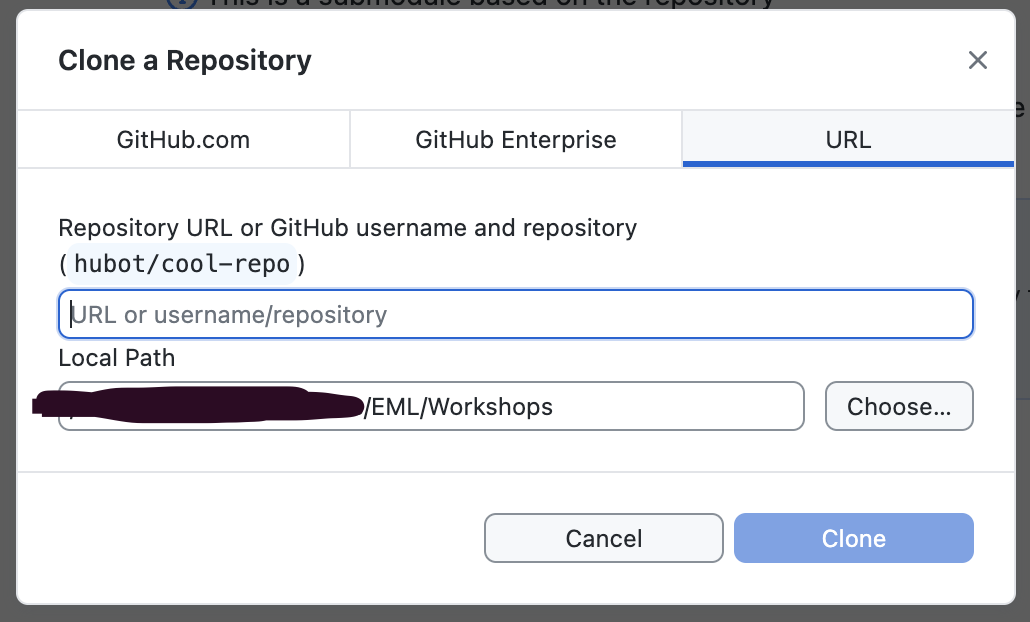 This is a submodule based on the repository
Clone a Repository
GitHub.com
GitHub Enterprise
URL
Repository URL or GitHub username and repository
(hubot/cool-repo)
URL or username/repository
Local Path
/EML/Workshops
Choose...
Cancel
Clone